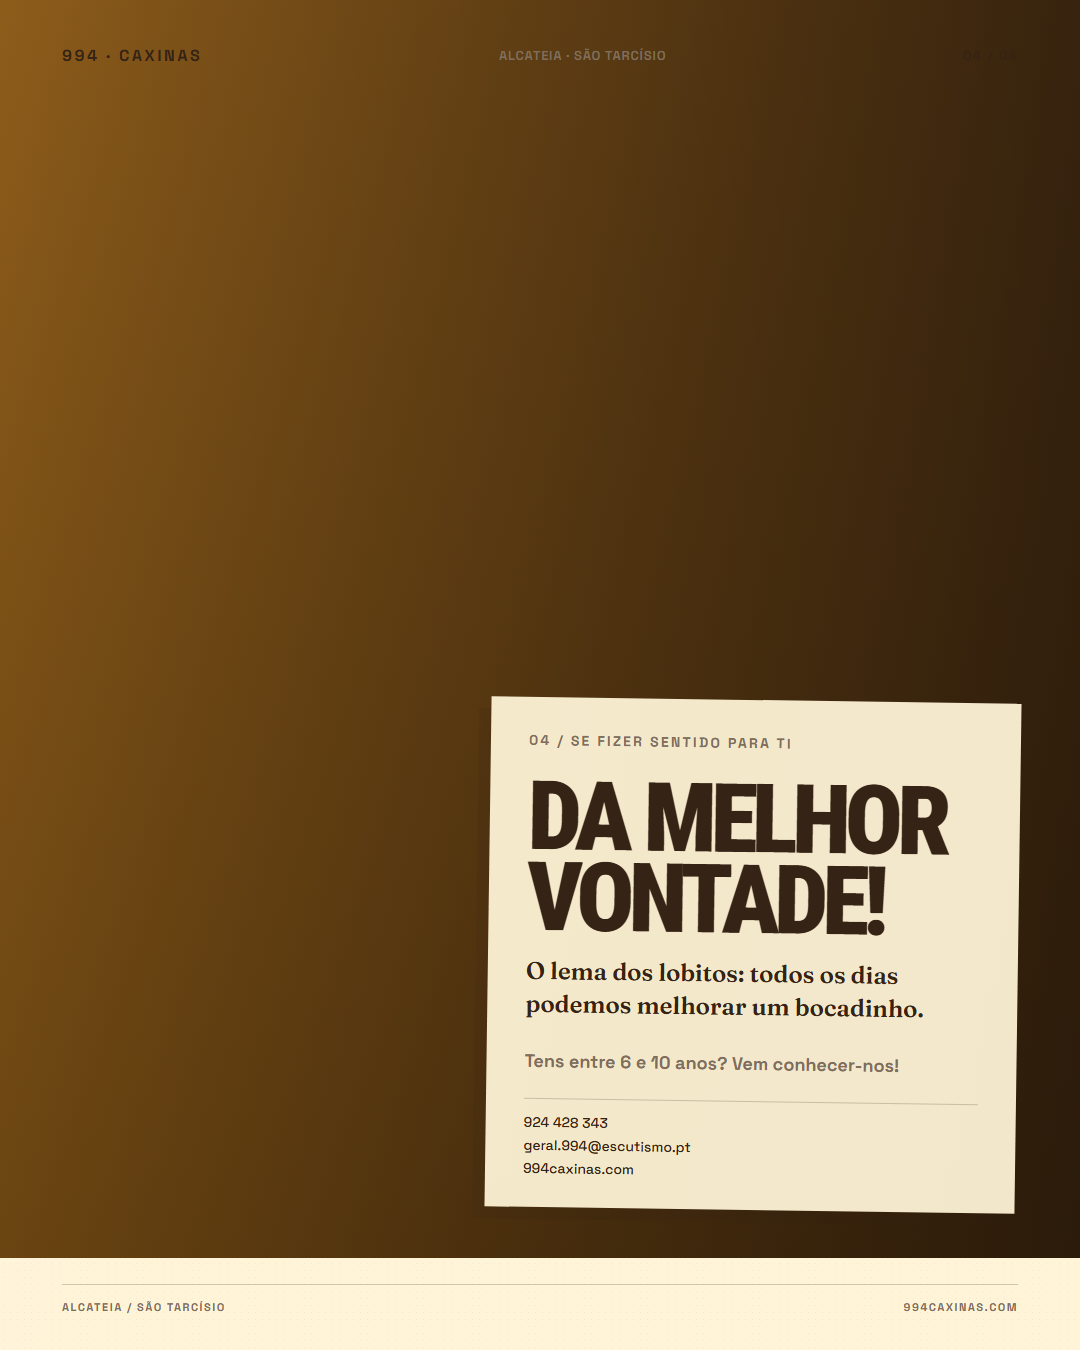 994 · CAXINAS
ALCATEIA · SÃO TARCÍSIO
04 / SE FIZER SENTIDO PARA TI
DA MELHOR
VONTADE!
O lema dos lobitos: todos os dias
podemos melhorar um bocadinho.
Tens entre 6 e 10 anos? Vem conhecer-nos!
924 428 343
geral.994@escutismo.pt
994caxinas.com
ALCATEIA / SÃO TARCÍSIO
994CAXINAS.COM